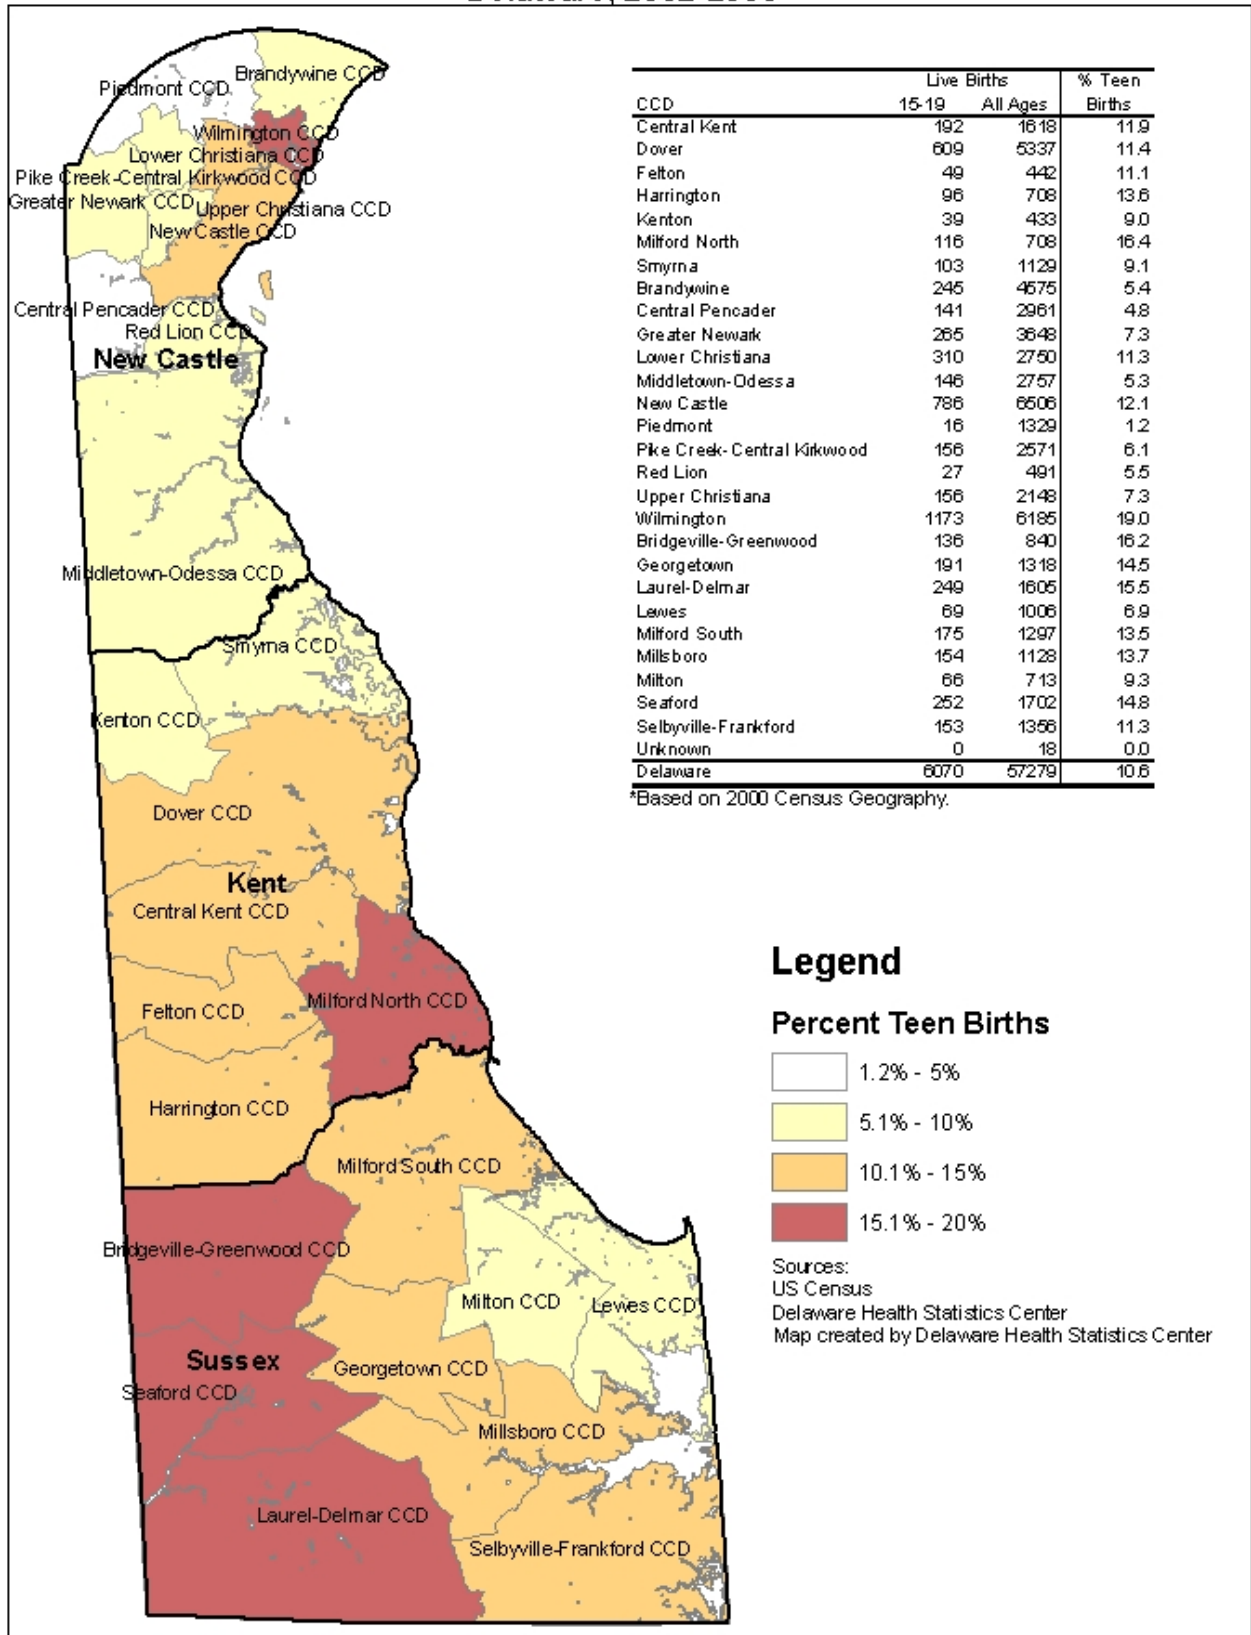 Piedmont CCD
Brandywine CCD
Wilmington CCD
Lower Christiana CCD
Pike Creek-Central Kirkwood CCD
Greater Newark CCD
Upper Christiana CCD
New Castle CCD
Central Pencader CCD
Red Lion CCD
New Castle
Middletown-Odessa CCD
Smyrna CCD
Kenton CCD
Dover CCD
Kent
Central Kent CCD
Felton CCD
Milford North CCD
Harrington CCD
Milford South CCD
Bridgeville-Greenwood CCD
Milton CCD
Lewes CCD
Sussex
Georgetown CCD
Seaford CCD
Millsboro CCD
Laurel-Delmar CCD
Selbyville-Frankford CCD
Live Births % Teen
CCD 15-19 All Ages Births
Central Kent 192 1618 11.9
Dover 609 5337 11.4
Felton 49 442 11.1
Harrington 96 708 13.6
Kenton 39 433 9.0
Milford North 116 708 16.4
Smyrna 103 1129 9.1
Brandywine 245 4575 5.4
Central Pencader 141 2961 4.8
Greater Newark 265 3648 7.3
Lower Christiana 310 2750 11.3
Middletown-Odessa 146 2757 5.3
New Castle 786 6506 12.1
Piedmont 16 1329 1.2
Pike Creek-Central Kirkwood 156 2571 6.1
Red Lion 27 491 5.5
Upper Christiana 156 2148 7.3
Wilmington 1173 6185 19.0
Bridgeville-Greenwood 136 840 16.2
Georgetown 191 1318 14.5
Laurel-Delmar 249 1605 15.5
Lewes 69 1006 6.9
Milford South 175 1297 13.5
Millsboro 154 1128 13.7
Milton 66 713 9.3
Seaford 252 1702 14.8
Selbyville-Frankford 153 1356 11.3
Unknown 0 18 0.0
Delaware 6070 57279 10.6
*Based on 2000 Census Geography.
Legend
Percent Teen Births
1.2% - 5%
5.1% - 10%
10.1% - 15%
15.1% - 20%
Sources:
US Census
Delaware Health Statistics Center
Map created by Delaware Health Statistics Center